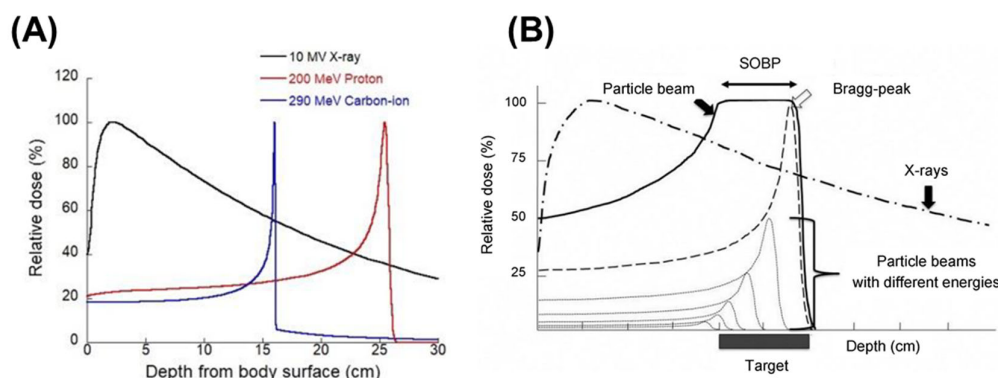 (A)
10 MV X-ray
200 MeV Proton
290 MeV Carbon-ion
120
100
80
60
40
20
0
Relative dose (%)
0 5 10 15 20 25 30
Depth from body surface (cm)
(B)
SOBP
Particle beam
Bragg-peak
X-rays
100
75
50
25
Relative dose (%)
Particle beams
with different energies
Depth (cm)
Target